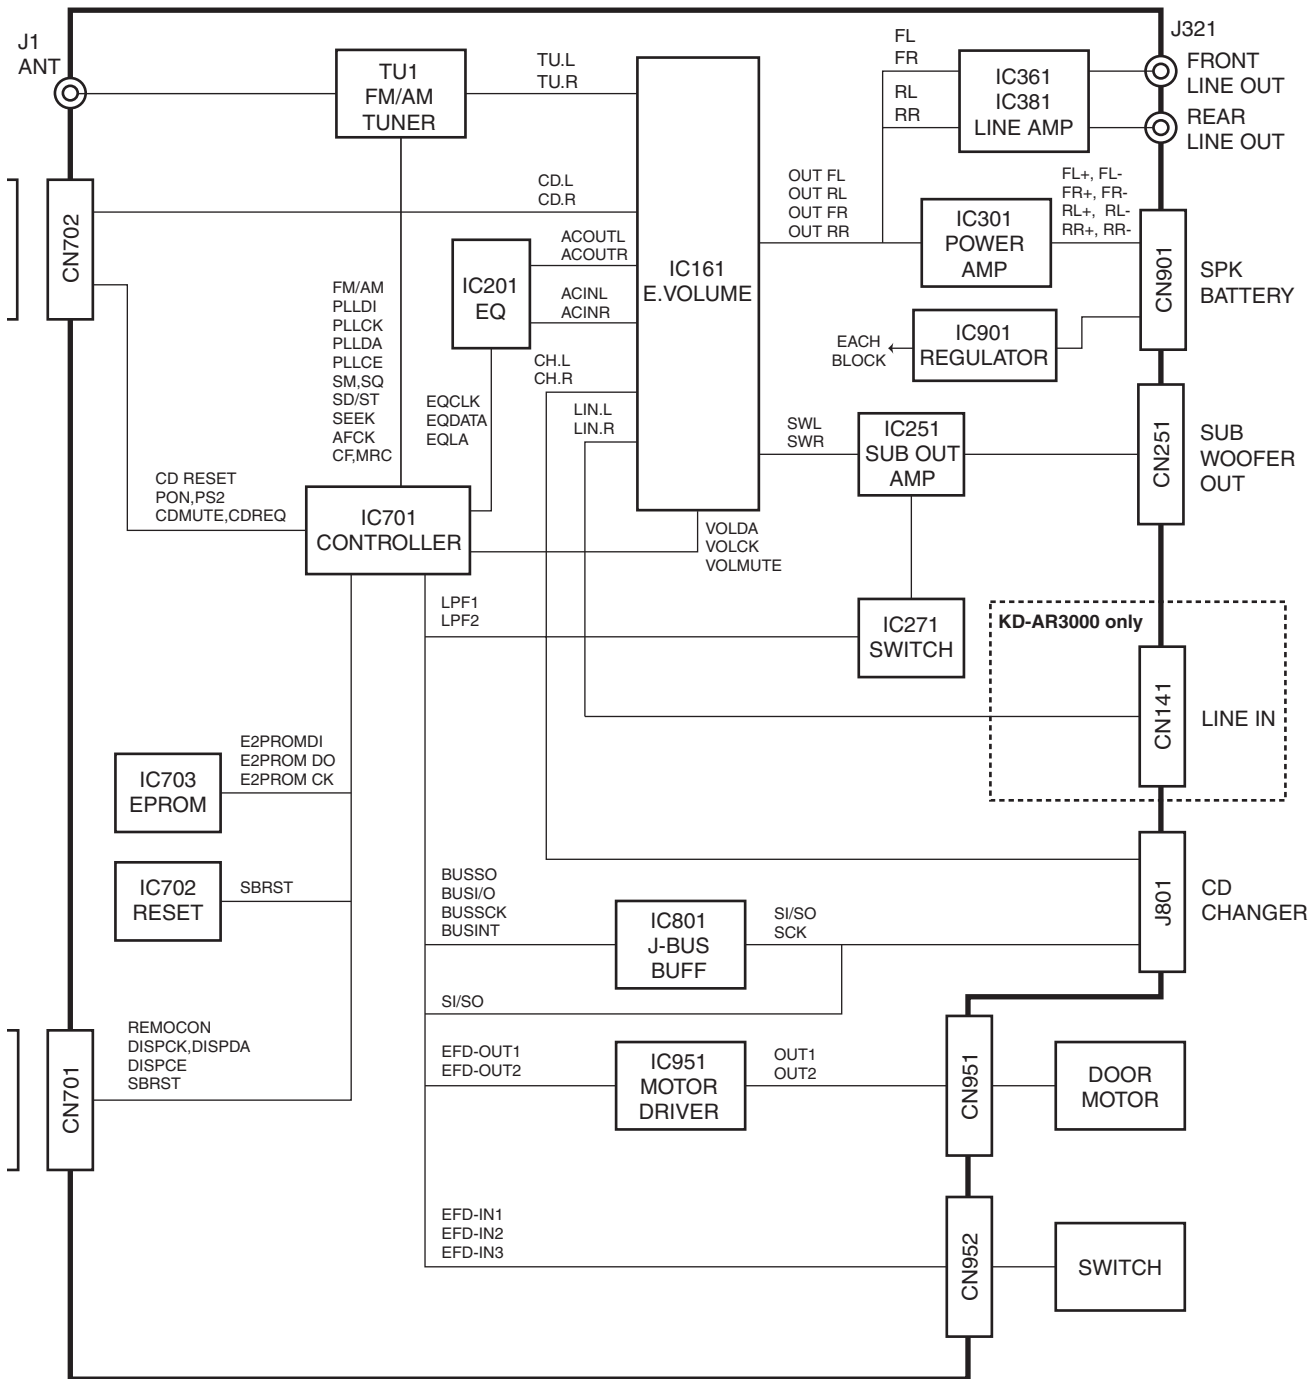 J1
ANT
TU1
FM/AM
TUNER
TU.L
TU.R
FL
FR
RL
RR
IC361
IC381
LINE AMP
J321
FRONT
LINE OUT
REAR
LINE OUT
CN702
CD.L
CD.R
ACOUTL
ACOUTR
ACINL
ACINR
IC201
EQ
IC161
E.VOLUME
OUT FL
OUT RL
OUT FR
OUT RR
IC301
POWER
AMP
FL+, FL-
FR+, FR-
RL+, RL-
RR+, RR-
CN901
SPK
BATTERY
EACH
BLOCK
IC901
REGULATOR
FM/AM
PLLDI
PLLCK
PLLDA
PLLCE
SM,SQ
SD/ST
SEEK
AFCK
CF,MRC
EQCLK
EQDATA
EQLA
CH.L
CH.R
LIN.L
LIN.R
SWL
SWR
IC251
SUB OUT
AMP
CN251
SUB
WOOFER
OUT
CD RESET
PON,PS2
CDMUTE,CDREQ
IC701
CONTROLLER
VOLDA
VOLCK
VOLMUTE
LPF1
LPF2
IC271
SWITCH
KD-AR3000 only
CN141
LINE IN
IC703
EPROM
E2PROMDI
E2PROM DO
E2PROM CK
IC702
RESET
SBRST
BUSSO
BUSI/O
BUSSCK
BUSINT
IC801
J-BUS
BUFF
SI/SO
SCK
J801
CD
CHANGER
SI/SO
CN701
REMOCON
DISPCK,DISPDA
DISPCE
SBRST
EFD-OUT1
EFD-OUT2
IC951
MOTOR
DRIVER
OUT1
OUT2
CN951
DOOR
MOTOR
EFD-IN1
EFD-IN2
EFD-IN3
CN952
SWITCH